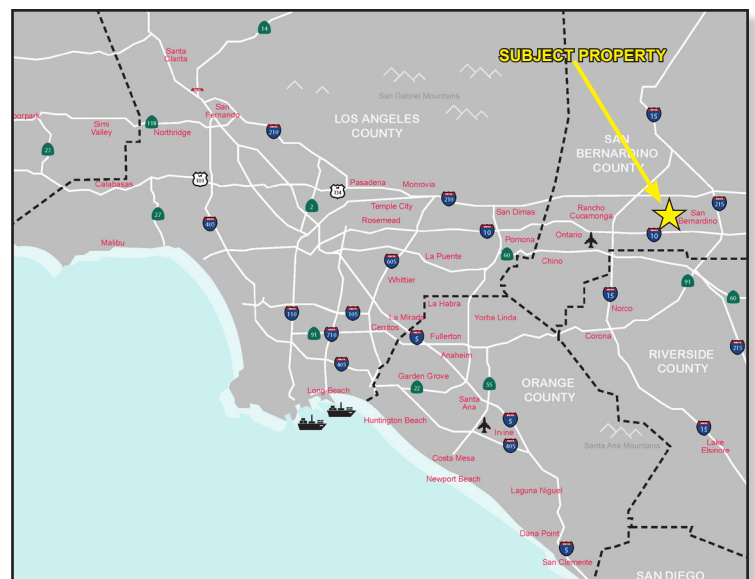 14
Santa
Clarita
SUBJECT PROPERTY
San Gabriel Mountains
San
Fernando
LOS ANGELES
COUNTY
15
oorpark
Simi
Valley
118
Northridge
210
SAN
BERNARDINO
COUNTY
23
Calabasas
101
Pasadena
134
Monrovia
210
215
2
Temple City
Rosemead
San Dimas
Rancho
Cucamonga
San
Bernardino
27
405
10
Pomona
Ontario
10
Malibu
605
La Puente
60
Chino
Whittier
91
60
La Habra
15
Norco
110
105
La Mirada
Yorba Linda
91
710
Cerritos
5
Fullerton
Corona
215
405
Anaheim
RIVERSIDE
COUNTY
Garden Grove
22
55
ORANGE
COUNTY
Long Beach
Santa
Ana
Huntington Beach
5
Irvine
405
15
Santa Ana Mountains
Lake
Elsinore
Costa Mesa
Newport Beach
Laguna Niguel
Dana Point
5
San Clemente
SAN DIEGO